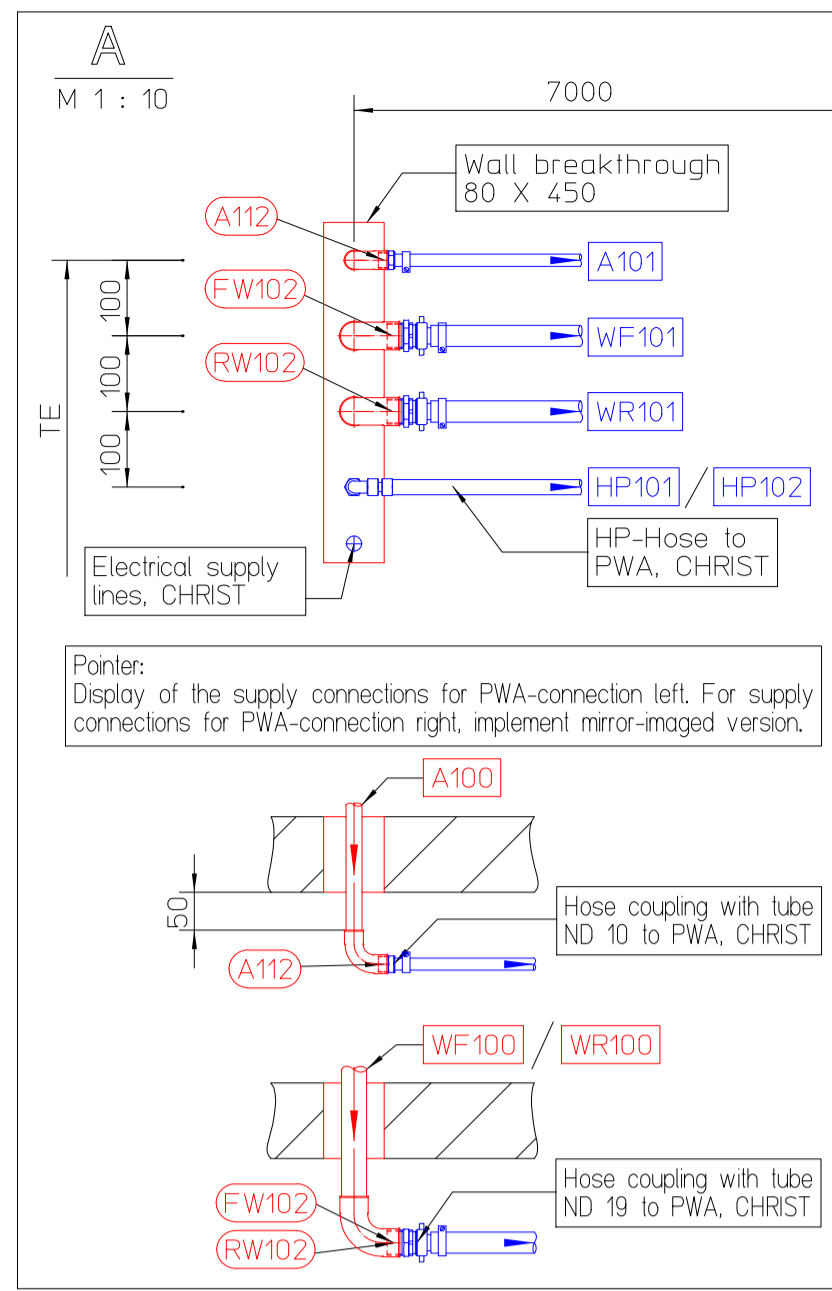 A
M 1 : 10
7000
Wall breakthrough
80 X 450
A112
A101
FW102
WF101
RW102
WR101
100
100
100
TE
HP101 / HP102
HP-Hose to
PWA, CHRIST
Electrical supply
lines, CHRIST
Pointer:
Display of the supply connections for PWA-connection left. For supply
connections for PWA-connection right, implement mirror-imaged version.
A100
50
Hose coupling with tube
ND 10 to PWA, CHRIST
A112
WF100 / WR100
Hose coupling with tube
ND 19 to PWA, CHRIST
FW102
RW102